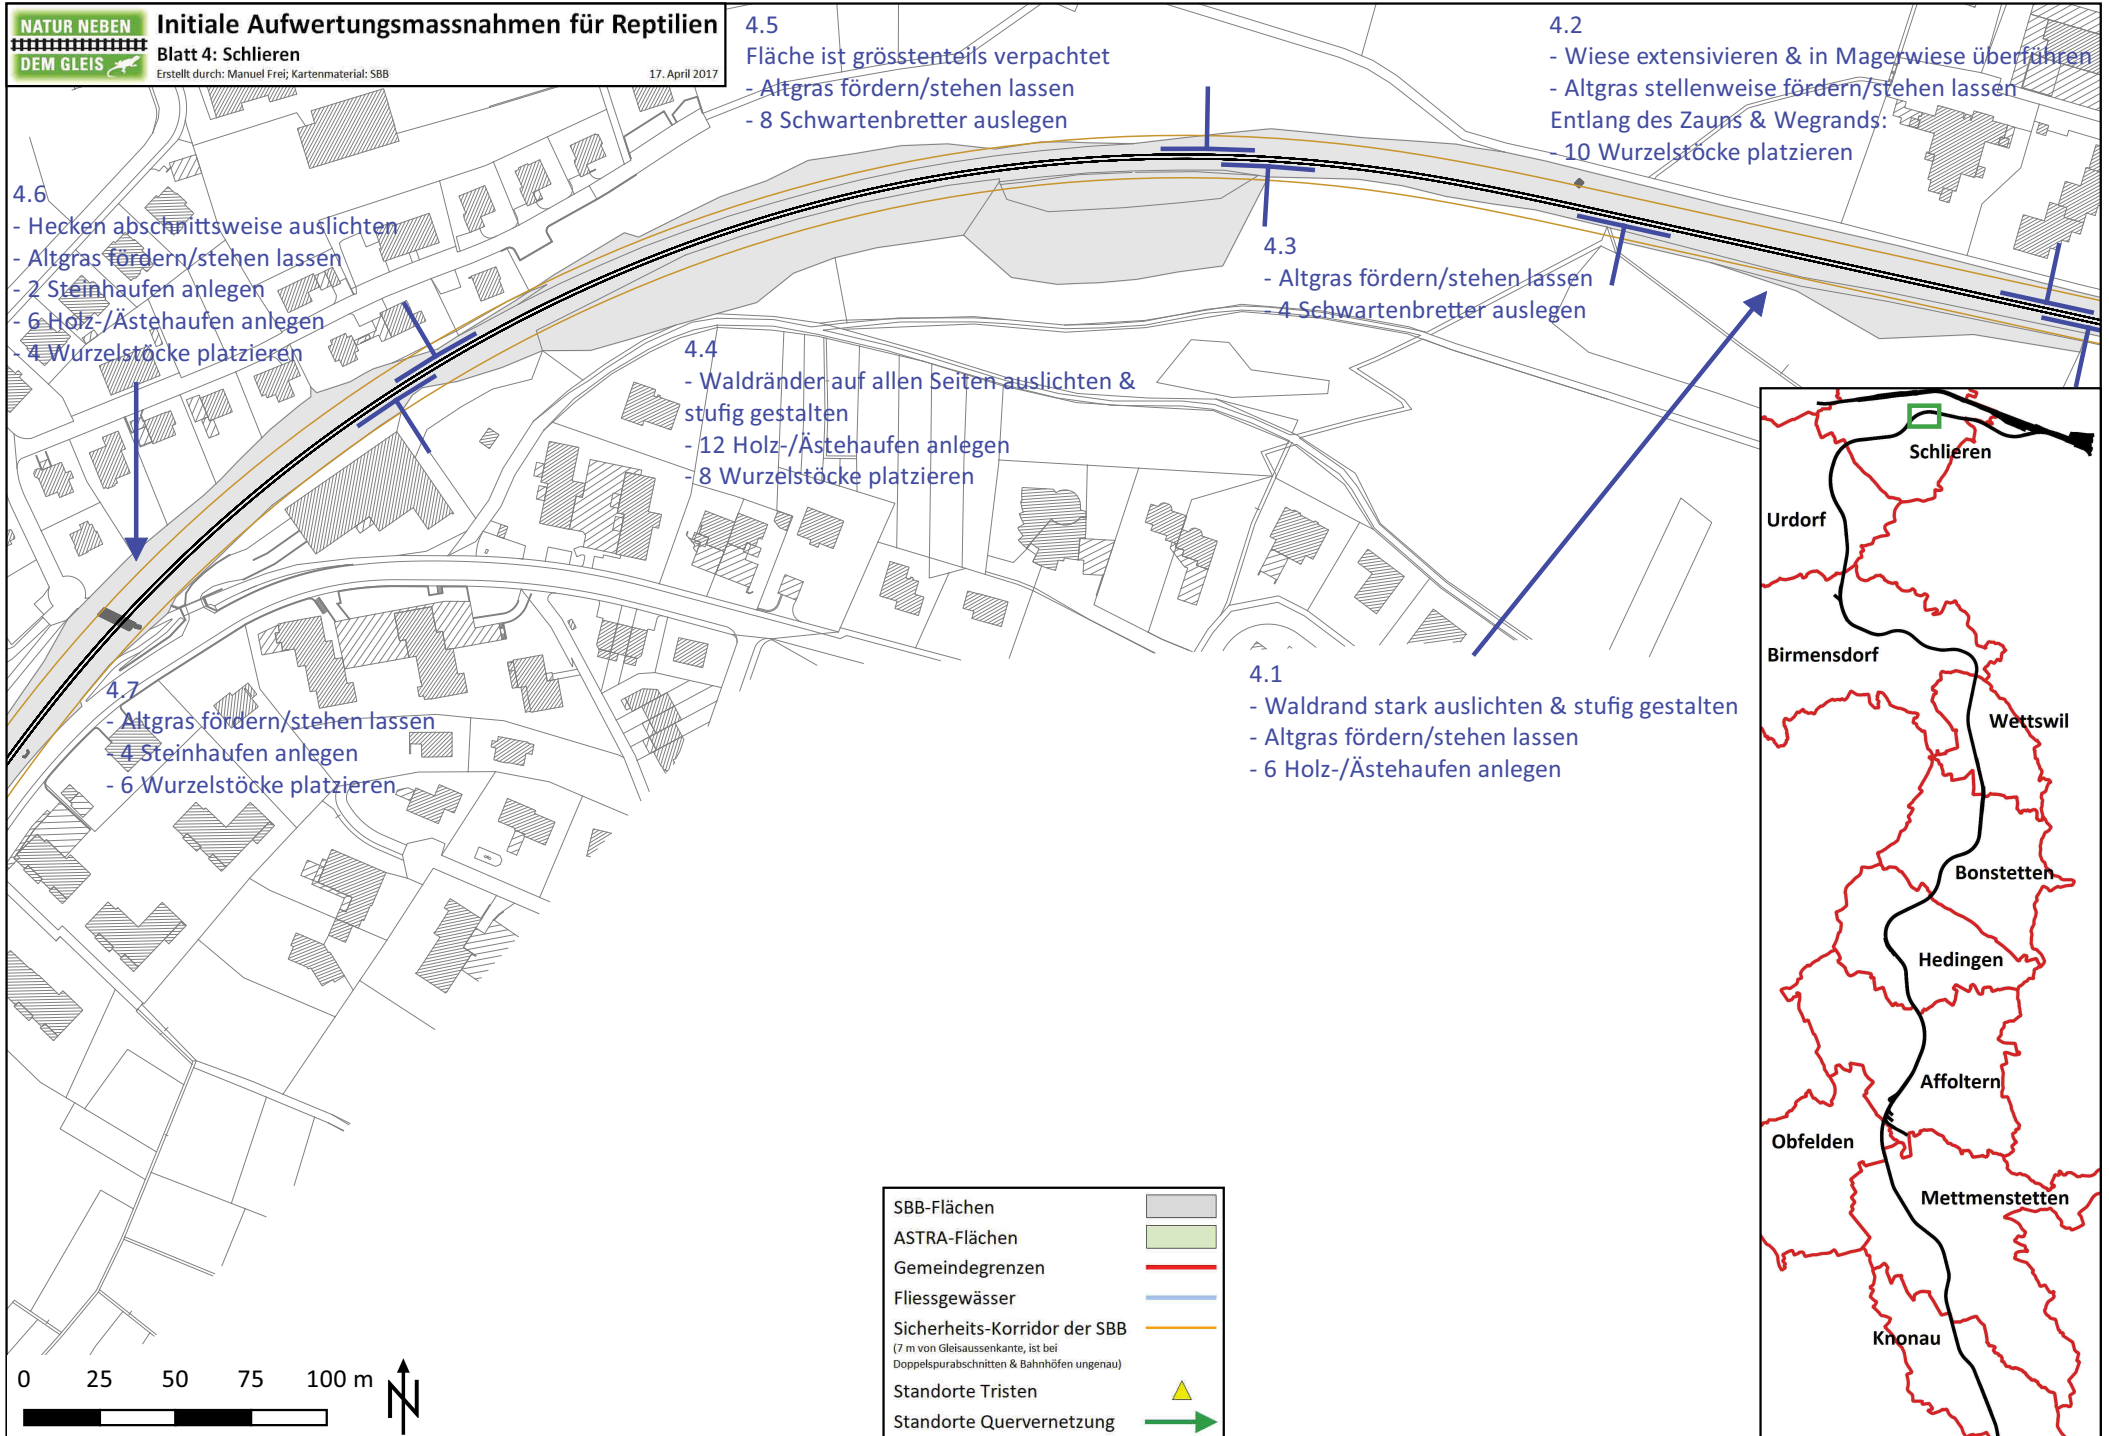 NATUR NEBEN
DEM GLEIS
Initiale Aufwertungsmassnahmen für Reptilien
Blatt 4: Schlieren
Erstellt durch: Manuel Frei; Kartenmaterial: SBB
17. April 2017
4.5
Fläche ist grösstenteils verpachtet
- Altgras fördern/stehen lassen
- 8 Schwartenbretter auslegen
4.2
- Wiese extensivieren & in Magerwiese überführen
- Altgras stellenweise fördern/stehen lassen
Entlang des Zauns & Wegrands:
- 10 Wurzelstöcke platzieren
4.6
- Hecken abschnittsweise auslichten
- Altgras fördern/stehen lassen
- 2 Steinhaufen anlegen
- 6 Holz-/Ästehaufen anlegen
- 4 Wurzelstöcke platzieren
4.3
- Altgras fördern/stehen lassen
- 4 Schwartenbretter auslegen
4.4
- Waldränder auf allen Seiten auslichten &
stufig gestalten
- 12 Holz-/Ästehaufen anlegen
- 8 Wurzelstöcke platzieren
4.7
- Altgras fördern/stehen lassen
- 4 Steinhaufen anlegen
- 6 Wurzelstöcke platzieren
4.1
- Waldrand stark auslichten & stufig gestalten
- Altgras fördern/stehen lassen
- 6 Holz-/Ästehaufen anlegen
Schlieren
Urdorf
Birmensdorf
Wettswil
Bonstetten
Hedingen
Affoltern
Obfelden
Mettmenstetten
Knonau
SBB-Flächen
ASTRA-Flächen
Gemeindegrenzen
Fliessgewässer
Sicherheits-Korridor der SBB
(7 m von Gleisaussenkante, ist bei
Doppelspurabschnitten & Bahnhöfen ungenau)
Standorte Tristen
Standorte Quervernetzung
0 25 50 75 100 m
N